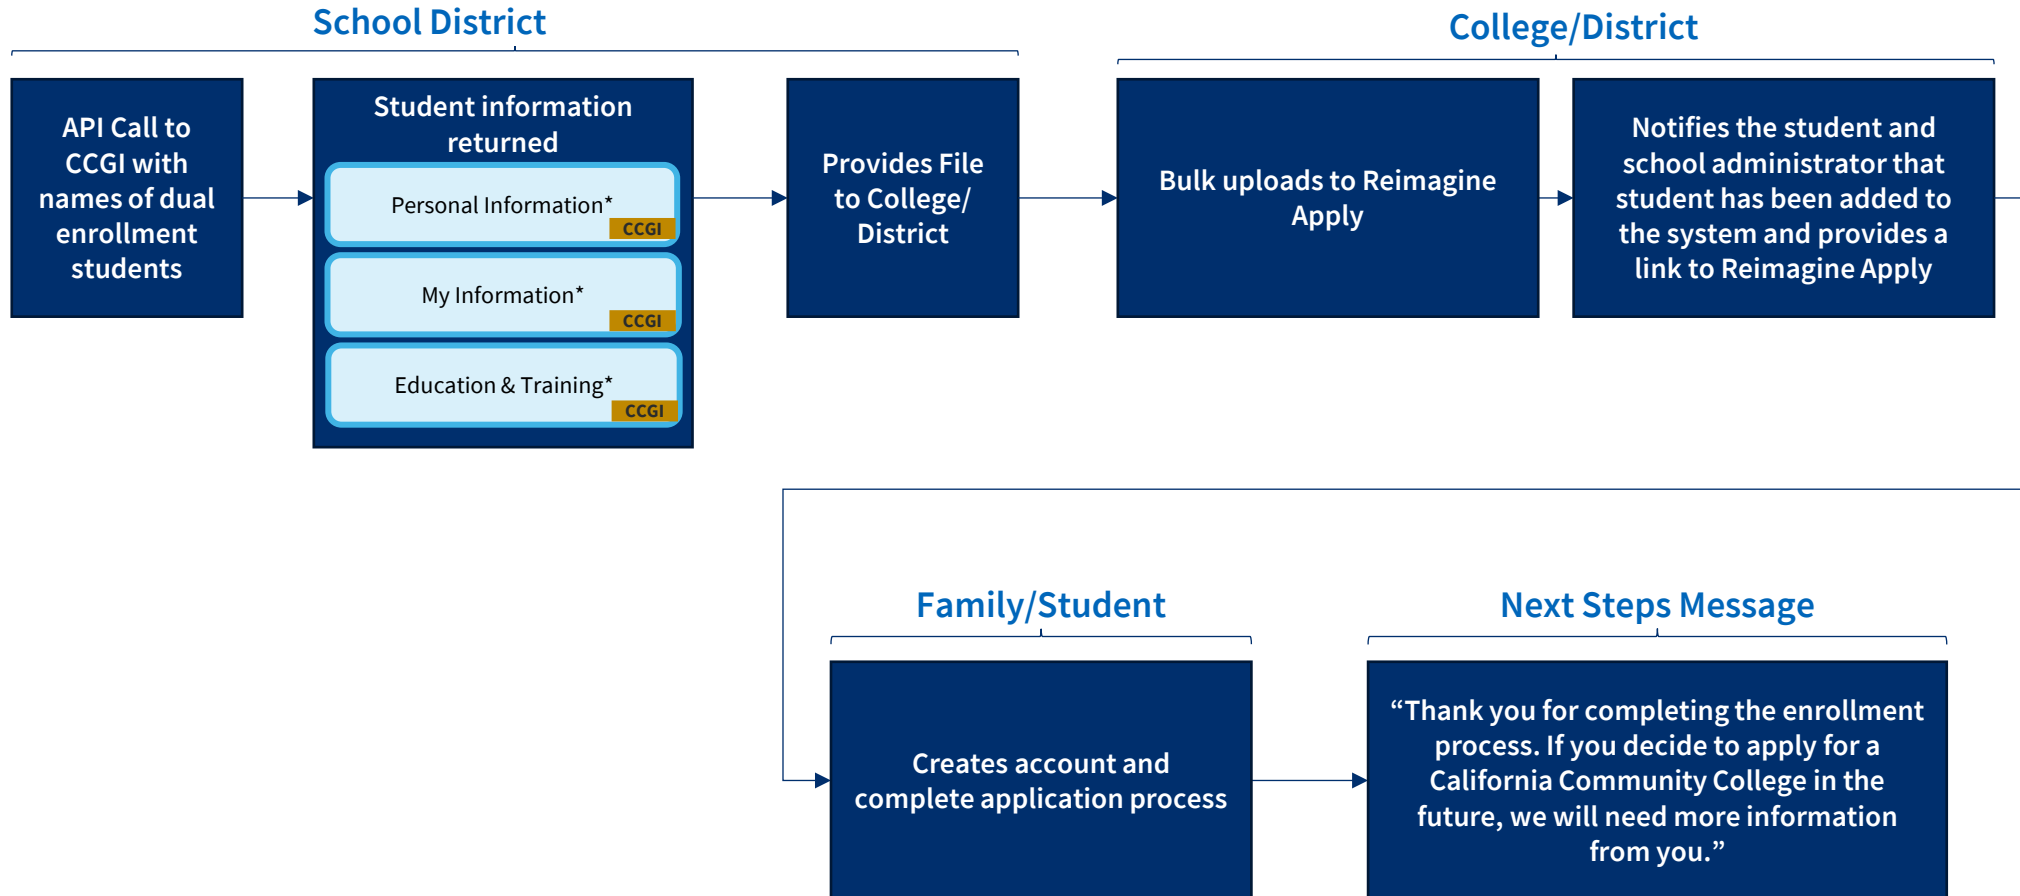 School District
API Call to
CCGI with
names of dual
enrollment
students
Student information
returned
Personal Information*
CCGI
My Information*
CCGI
Education & Training*
CCGI
Provides File
to College/
District
College/District
Bulk uploads to Reimagine
Apply
Notifies the student and
school administrator that
student has been added to
the system and provides a
link to Reimagine Apply
Family/Student
Creates account and
complete application process
Next Steps Message
“Thank you for completing the enrollment
process. If you decide to apply for a
California Community College in the
future, we will need more information
from you.”